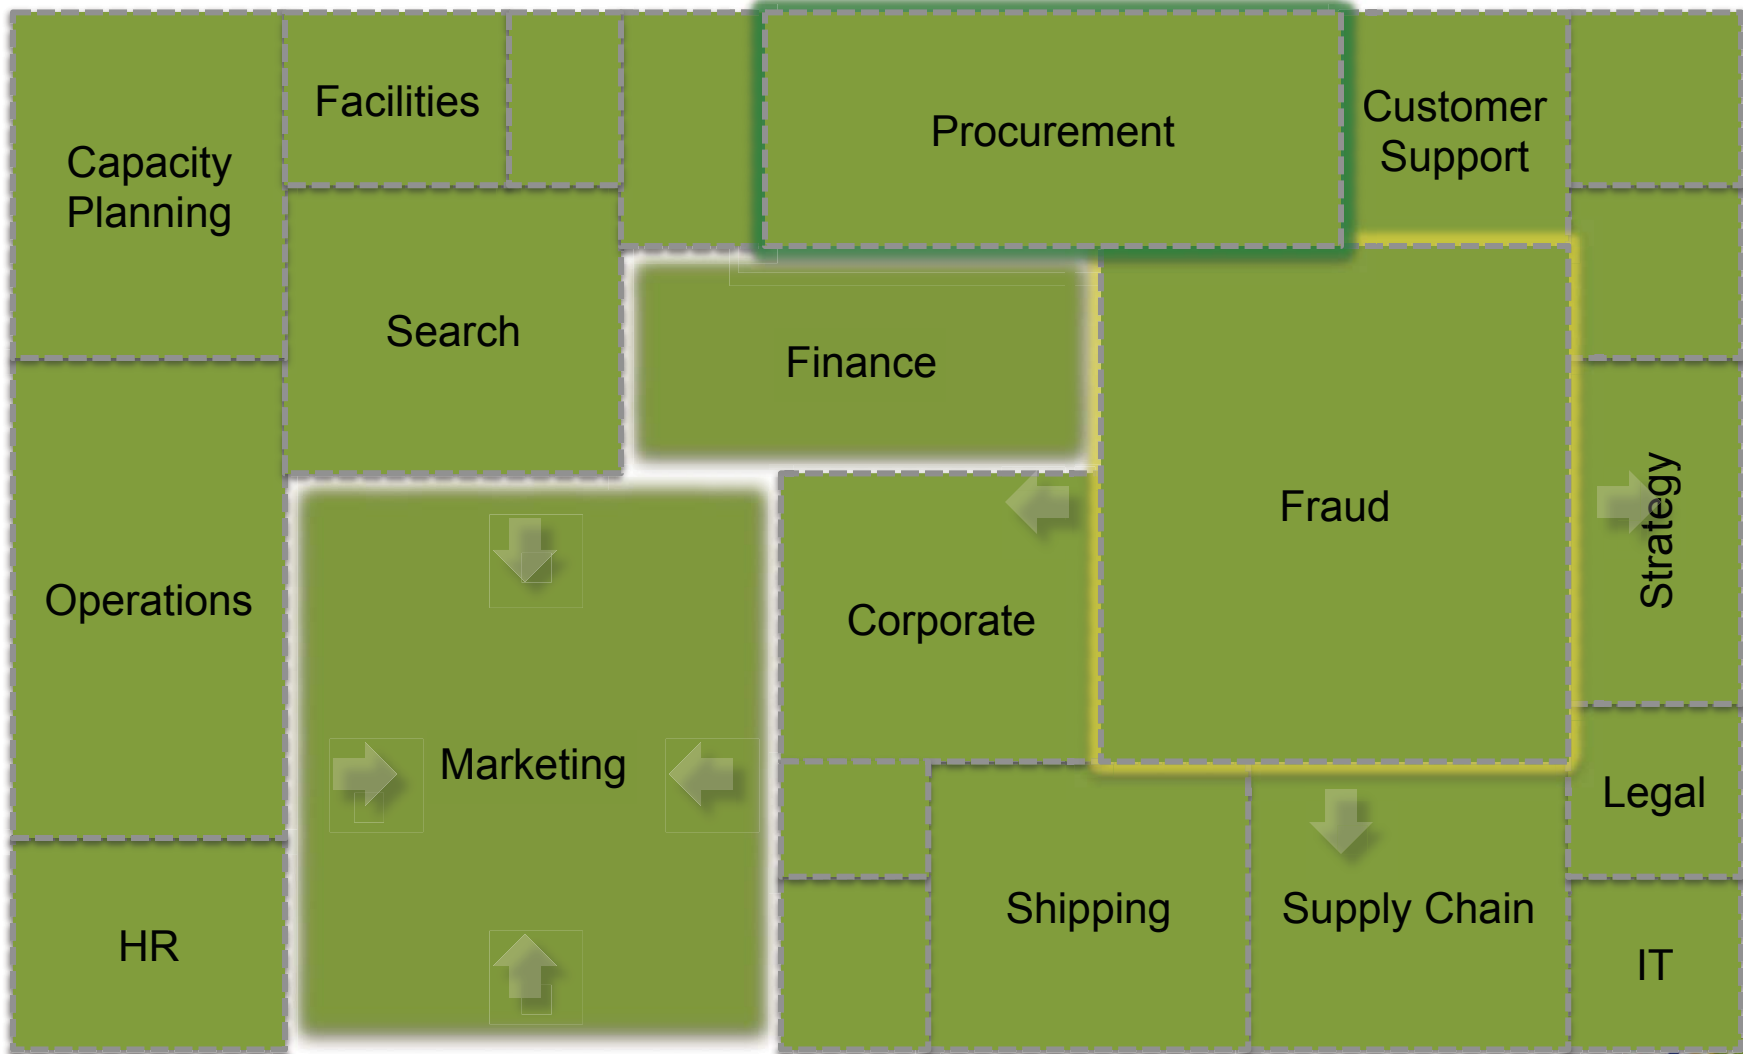 Facilities
Procurement
Customer
Support
Capacity
Planning
Search
Finance
Fraud
Strategy
Operations
Corporate
Marketing
Legal
HR
Shipping
Supply Chain
IT